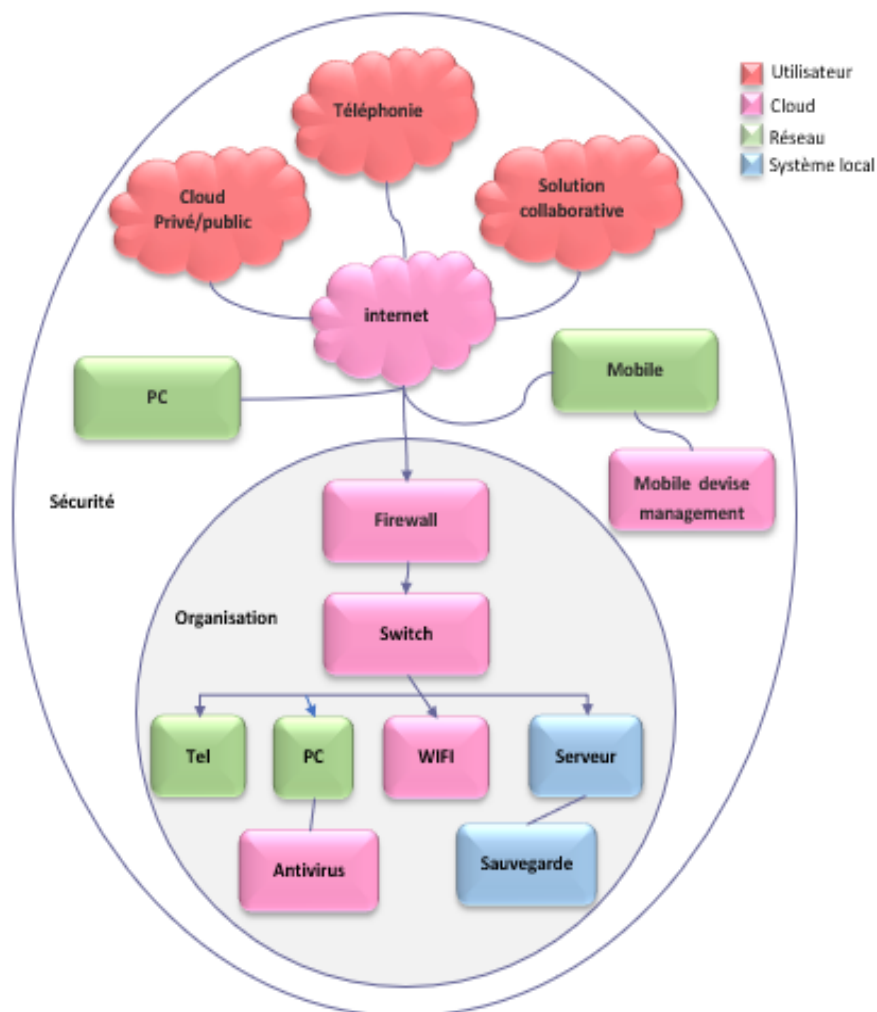 Téléphonie
Cloud
Privé/public
Solution
collaborative
internet
Utilisateur
Cloud
Réseau
Système local
PC
Mobile
Mobile devise
management
Sécurité
Firewall
Organisation
Switch
Tel
PC
WIFI
Serveur
Antivirus
Sauvegarde